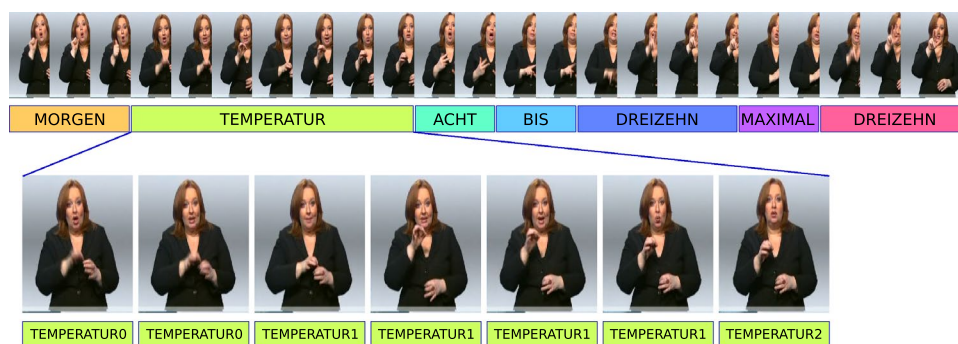 MORGEN TEMPERATUR ACHT BIS DREIZEHN MAXIMAL DREIZEHN
TEMPERATUR0 TEMPERATUR0 TEMPERATUR1 TEMPERATUR1 TEMPERATUR1 TEMPERATUR1 TEMPERATUR2